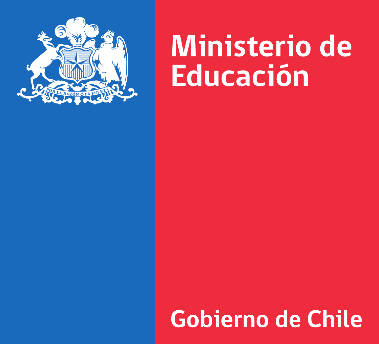 Ministerio de
Educación
Gobierno de Chile